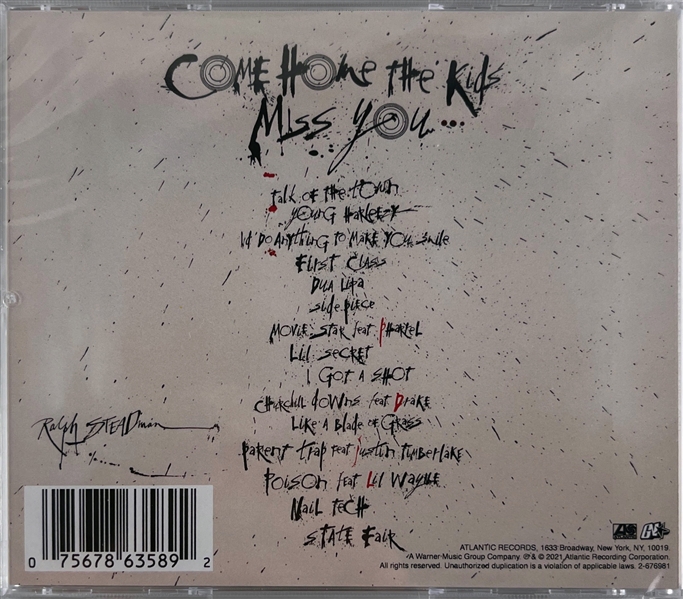 COME HOME THE KIDS
MISS YOU...
TALK OF THE TOWN
YOUNG HARLEEZY
I'D DO ANYTHING TO MAKE YOU SMILE
FIRST CLASS
DUA LIPA
SIDE PIECE
MOVIE STAR feat PHARREL
LIL SECRET
I GOT A SHOT
CHURCHILL DOWNS feat DRAKE
LIKE A BLADE OF GRASS
PARENT TRAP feat JUSTIN TIMBERLAKE
POISON feat LIL WAYNE
NAIL TECH
STATE FAIR
Ralph STEADman
0 75678 63589 2
ATLANTIC RECORDS, 1633 Broadway, New York, NY, 10019.
A Warner Music Group Company. ℗ & © 2021 Atlantic Recording Corporation.
All rights reserved. Unauthorized duplication is a violation of applicable laws. 2-676981